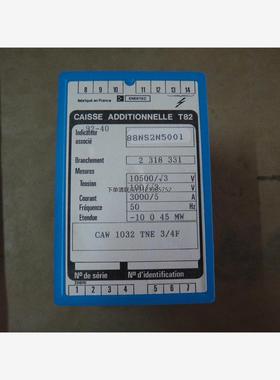 8 9 10 11 12 13 14
fabriqué en France ENERTEC
CAISSE ADDITIONNELLE T82
92-40
Indicateur
associé 88NS2N5001
Branchement 2 318 331
Mesures
Tension 10500/√3 V
100/√3 V
Courant 3000/5 A
Fréquence 50 Hz
Etendue -10 0 45 MW
CAW 1032 TNE 3/4F
N° de série N° d'identification
1 2 3 4 5 6 7